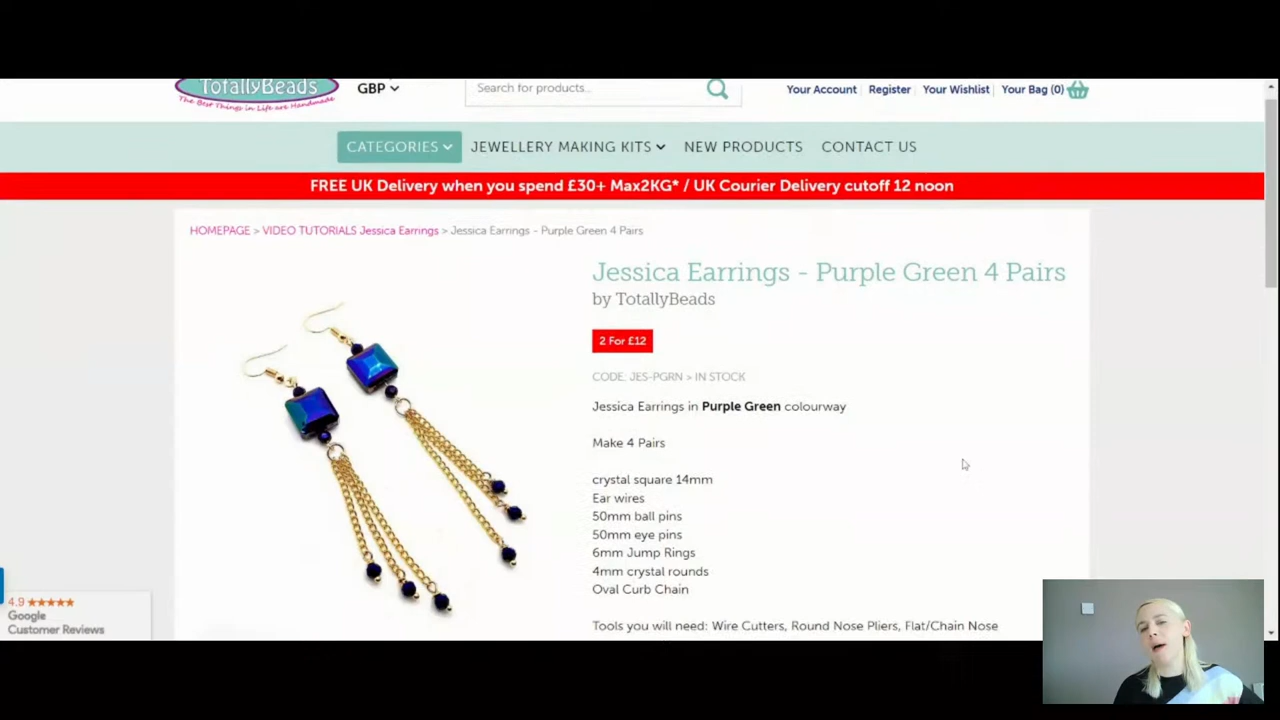 TotallyBeads
The Best Things in Life are Handmade
GBP
Search for products...
Your Account
Register
Your Wishlist
Your Bag (0)
CATEGORIES
JEWELLERY MAKING KITS
NEW PRODUCTS
CONTACT US
FREE UK Delivery when you spend £30+ Max2KG* / UK Courier Delivery cutoff 12 noon
HOMEPAGE > VIDEO TUTORIALS Jessica Earrings > Jessica Earrings - Purple Green 4 Pairs
Jessica Earrings - Purple Green 4 Pairs
by TotallyBeads
2 For £12
CODE: JES-PGRN > IN STOCK
Jessica Earrings in Purple Green colourway
Make 4 Pairs
crystal square 14mm
Ear wires
50mm ball pins
50mm eye pins
6mm Jump Rings
4mm crystal rounds
Oval Curb Chain
Tools you will need: Wire Cutters, Round Nose Pliers, Flat/Chain Nose
4.9 ★★★★★
Google
Customer Reviews